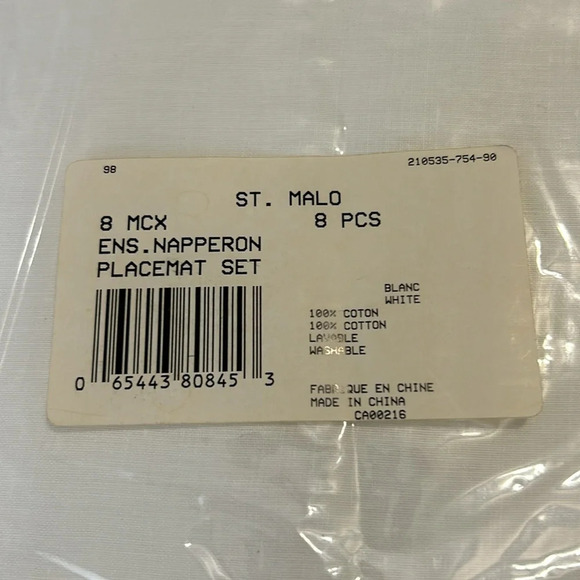 98
210535-754-90
ST. MALO
8 MCX 8 PCS
ENS.NAPPERON
PLACEMAT SET
BLANC
WHITE
100% COTON
100% COTTON
LAVABLE
WASHABLE
0 65443 80845 3
FABRIQUE EN CHINE
MADE IN CHINA
CA00216